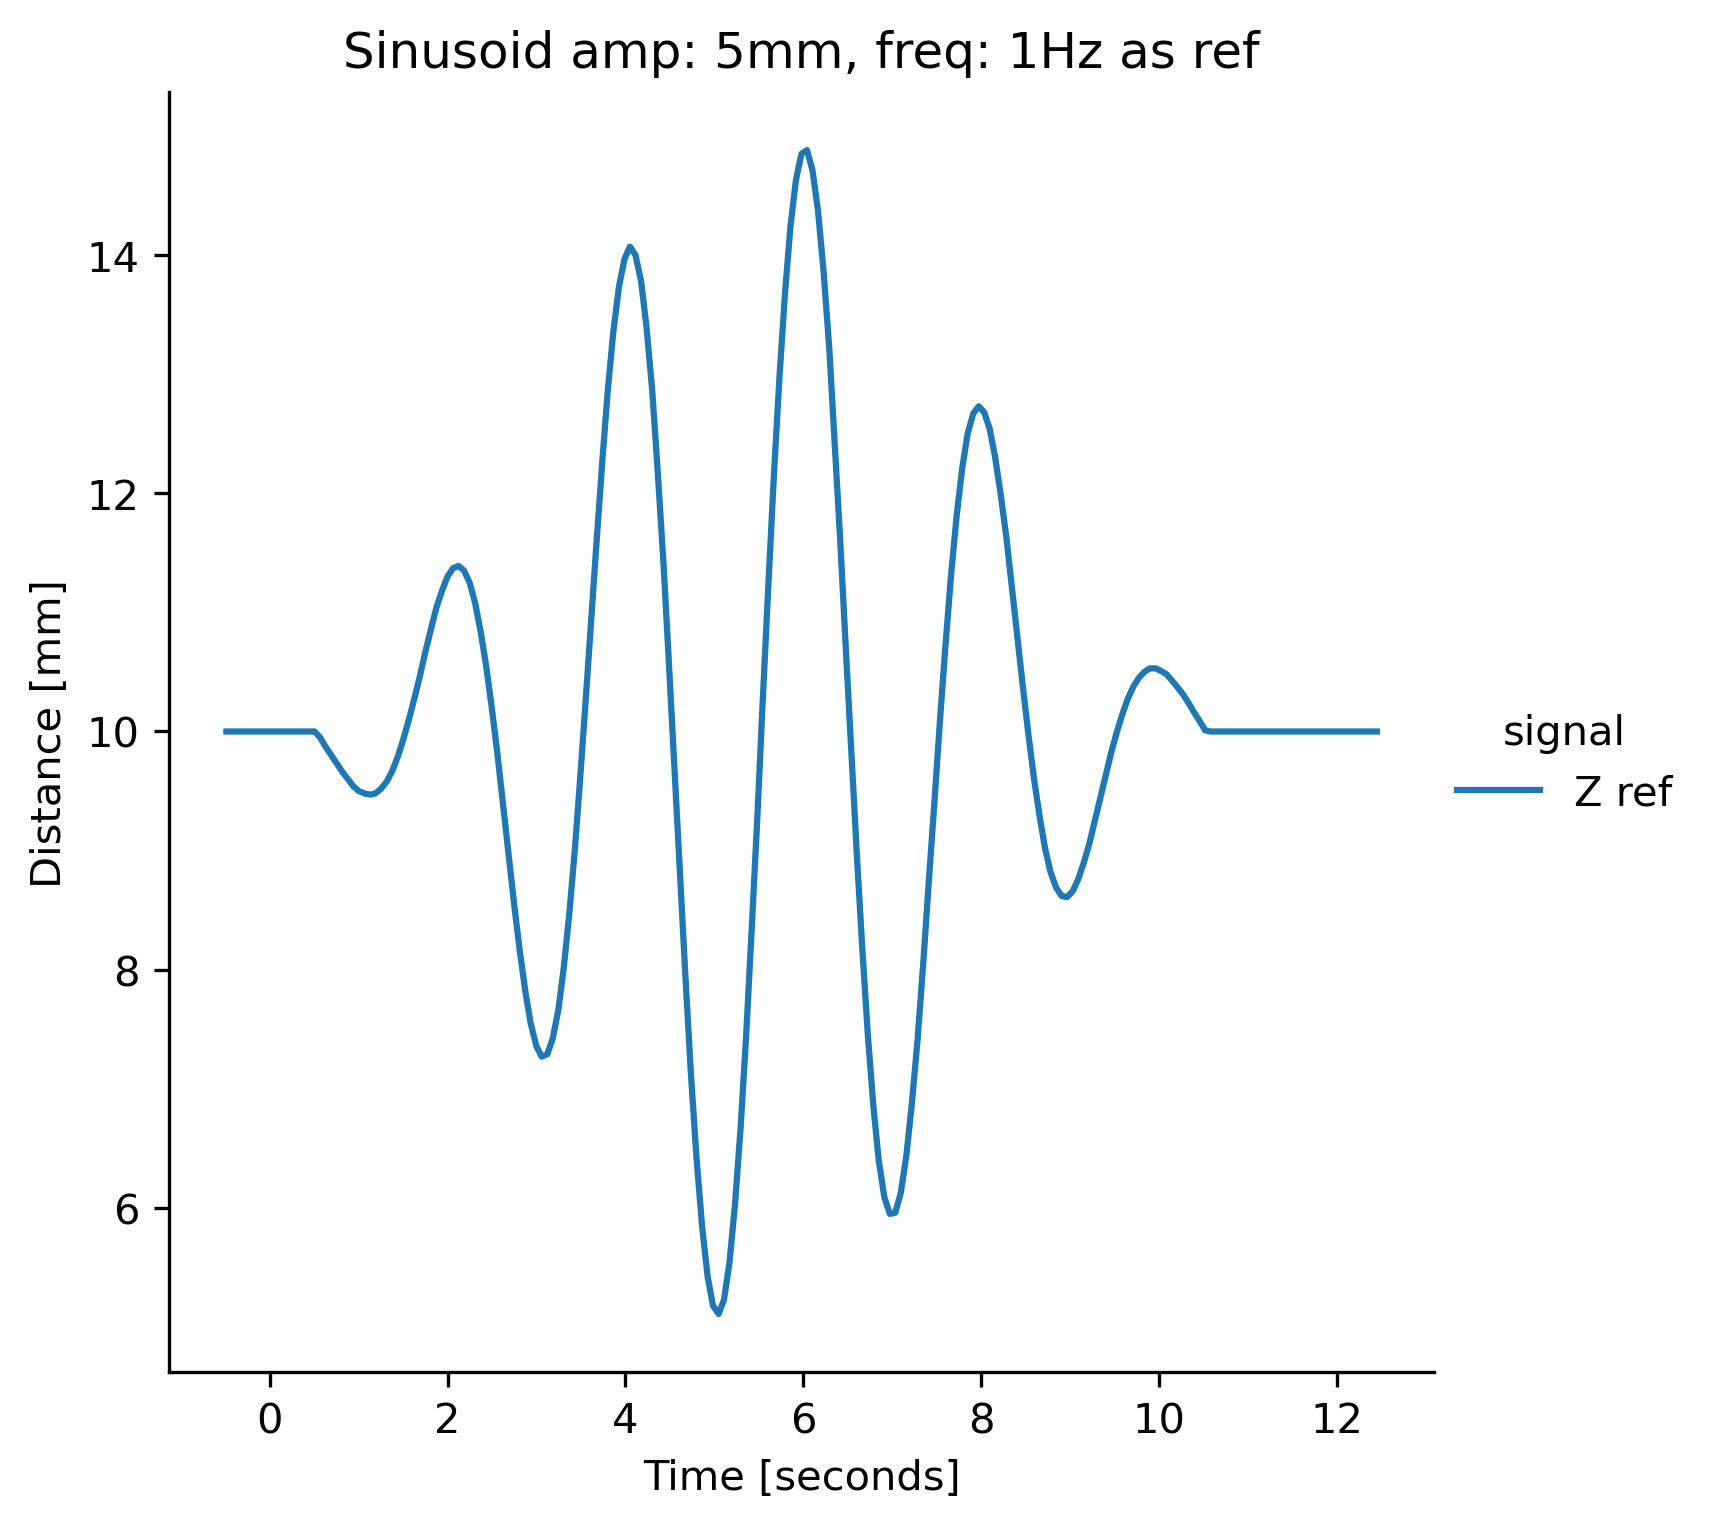 Sinusoid amp: 5mm, freq: 1Hz as ref
14
12
10
8
6
Distance [mm]
0 2 4 6 8 10 12
Time [seconds]
signal
Z ref